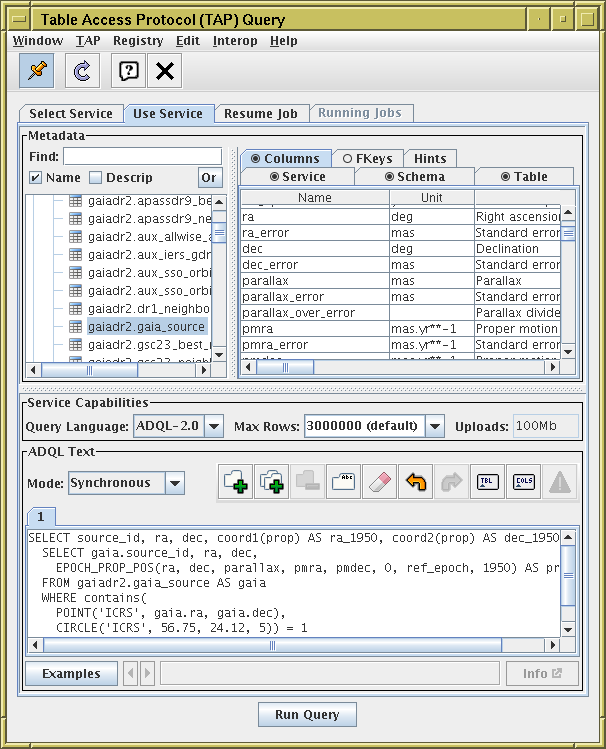 Table Access Protocol (TAP) Query
Window TAP Registry Edit Interop Help
Select Service Use Service Resume Job Running Jobs
Metadata
Find:
Name Descrip Or
gaiadr2.apassdr9_be
gaiadr2.apassdr9_ne
gaiadr2.aux_allwise_a
gaiadr2.aux_iers_gdr
gaiadr2.aux_sso_orbi
gaiadr2.aux_sso_orbi
gaiadr2.dr1_neighbo
gaiadr2.gaia_source
gaiadr2.gsc23_best_
Columns FKeys Hints
Service Schema Table
Name Unit
ra deg Right ascension
ra_error mas Standard error
dec deg Declination
dec_error mas Standard error
parallax mas Parallax
parallax_error mas Standard error
parallax_over_error Parallax divide
pmra mas.yr**-1 Proper motion
pmra_error mas.yr**-1 Standard error
Service Capabilities
Query Language: ADQL-2.0 Max Rows: 3000000 (default) Uploads: 100Mb
ADQL Text
Mode: Synchronous Abc TBL COLS
1
SELECT source_id, ra, dec, coord1(prop) AS ra_1950, coord2(prop) AS dec_1950
SELECT gaia.source_id, ra, dec,
EPOCH_PROP_POS(ra, dec, parallax, pmra, pmdec, 0, ref_epoch, 1950) AS pr
FROM gaiadr2.gaia_source AS gaia
WHERE contains(
POINT('ICRS', gaia.ra, gaia.dec),
CIRCLE('ICRS', 56.75, 24.12, 5)) = 1
Examples Info
Run Query